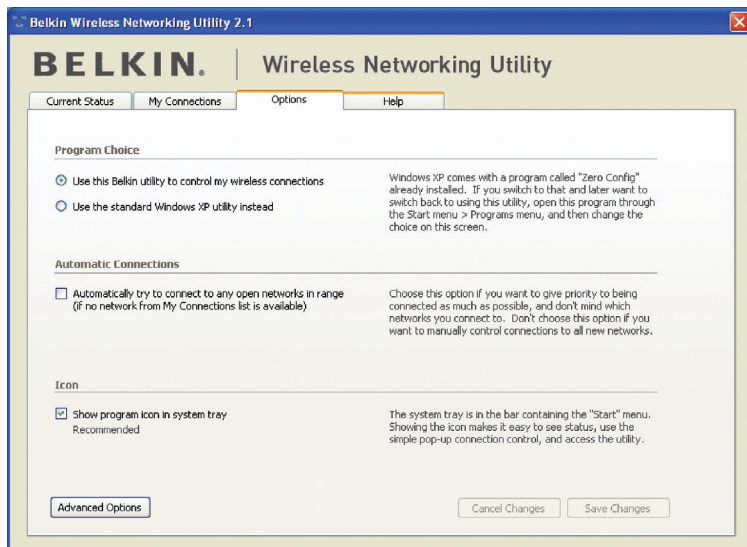 Belkin Wireless Networking Utility 2.1
BELKIN. | Wireless Networking Utility
Current Status My Connections Options Help
Program Choice
Use this Belkin utility to control my wireless connections
Use the standard Windows XP utility instead
Windows XP comes with a program called "Zero Config"
already installed. If you switch to that and later want to
switch back to using this utility, open this program through
the Start menu > Programs menu, and then change the
choice on this screen.
Automatic Connections
Automatically try to connect to any open networks in range
(if no network from My Connections list is available)
Choose this option if you want to give priority to being
connected as much as possible, and don't mind which
networks you connect to. Don't choose this option if you
want to manually control connections to all new networks.
Icon
Show program icon in system tray
Recommended
The system tray is in the bar containing the "Start" menu.
Showing the icon makes it easy to see status, use the
simple pop-up connection control, and access the utility.
Advanced Options Cancel Changes Save Changes